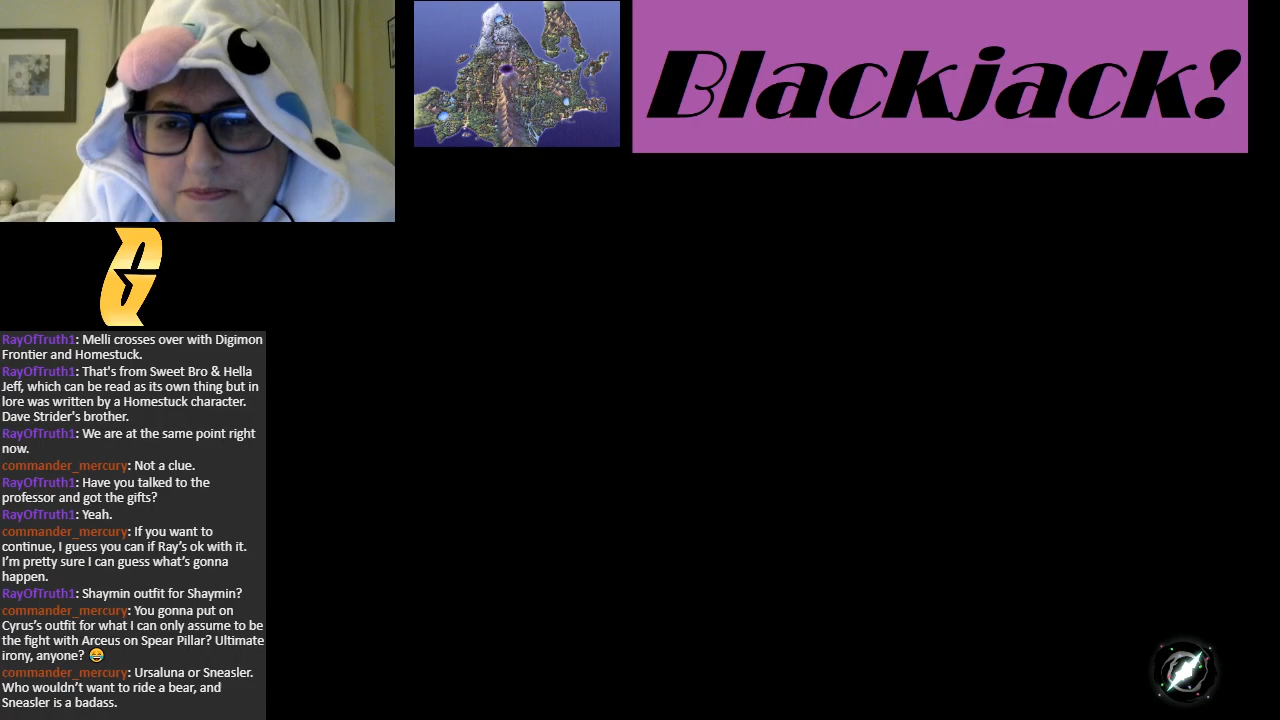 Blackjack!
RayOfTruth1: Melli crosses over with Digimon
Frontier and Homestuck.
RayOfTruth1: That's from Sweet Bro & Hella
Jeff, which can be read as its own thing but in
lore was written by a Homestuck character.
Dave Strider's brother.
RayOfTruth1: We are at the same point right
now.
commander_mercury: Not a clue.
RayOfTruth1: Have you talked to the
professor and got the gifts?
RayOfTruth1: Yeah.
commander_mercury: If you want to
continue, I guess you can if Ray's ok with it.
I'm pretty sure I can guess what's gonna
happen.
RayOfTruth1: Shaymin outfit for Shaymin?
commander_mercury: You gonna put on
Cyrus's outfit for what I can only assume to be
the fight with Arceus on Spear Pillar? Ultimate
irony, anyone? 😂
commander_mercury: Ursaluna or Sneasler.
Who wouldn't want to ride a bear, and
Sneasler is a badass.